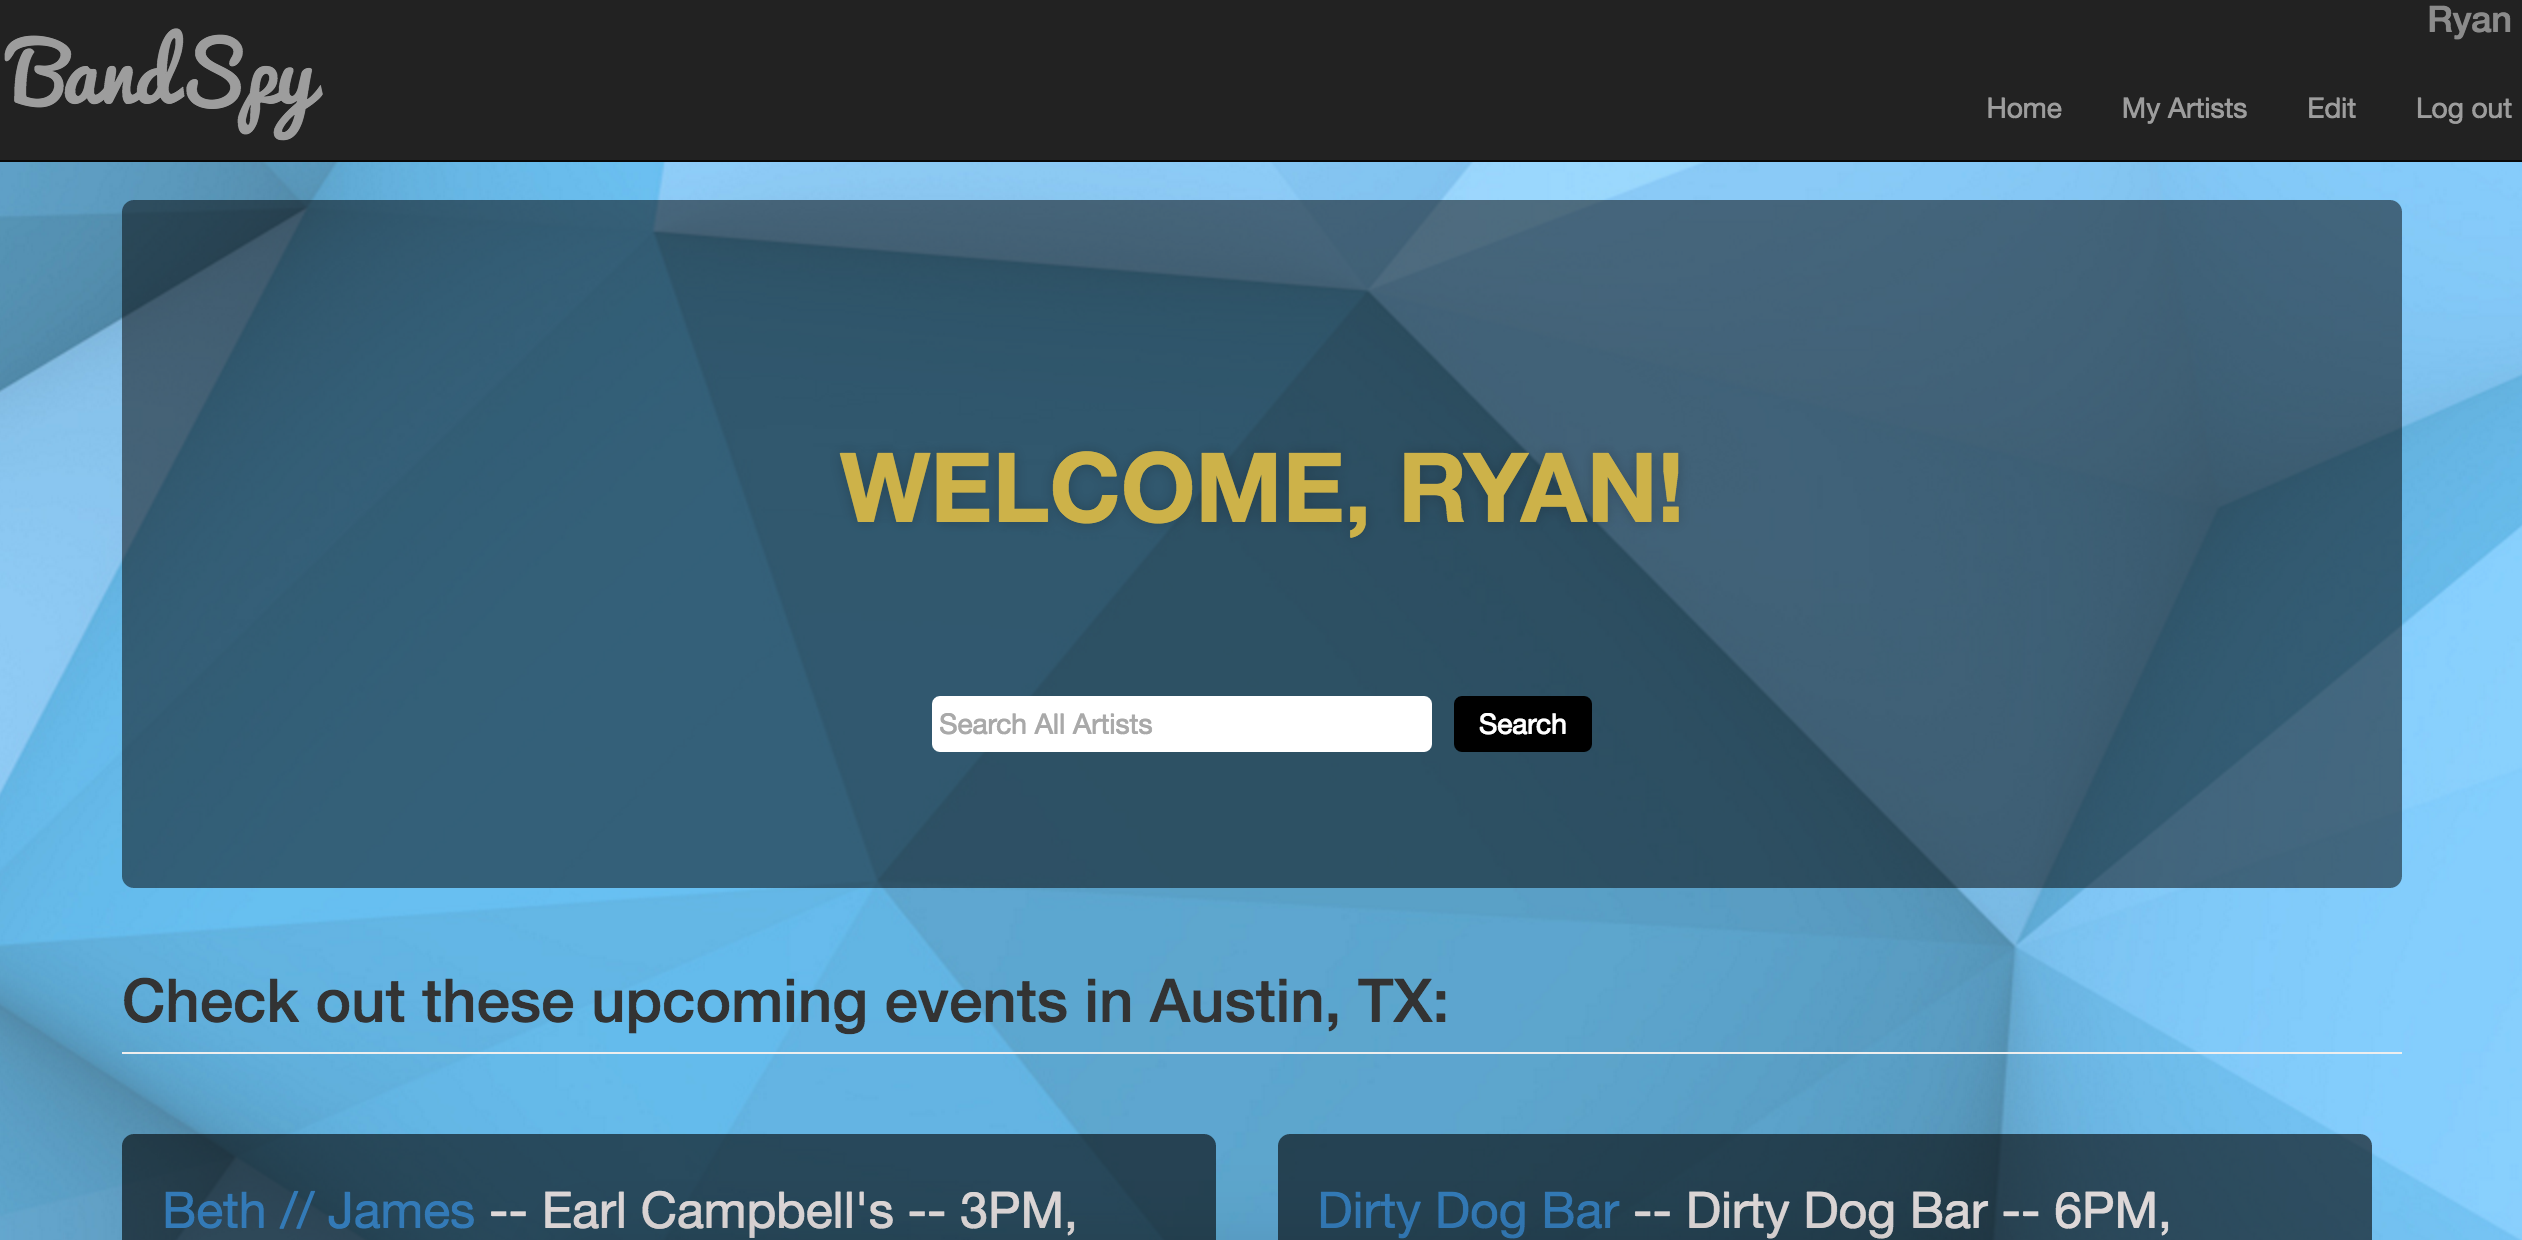 BandSpy
Ryan
Home My Artists Edit Log out
WELCOME, RYAN!
Search All Artists Search
Check out these upcoming events in Austin, TX:
Beth // James -- Earl Campbell's -- 3PM,
Dirty Dog Bar -- Dirty Dog Bar -- 6PM,